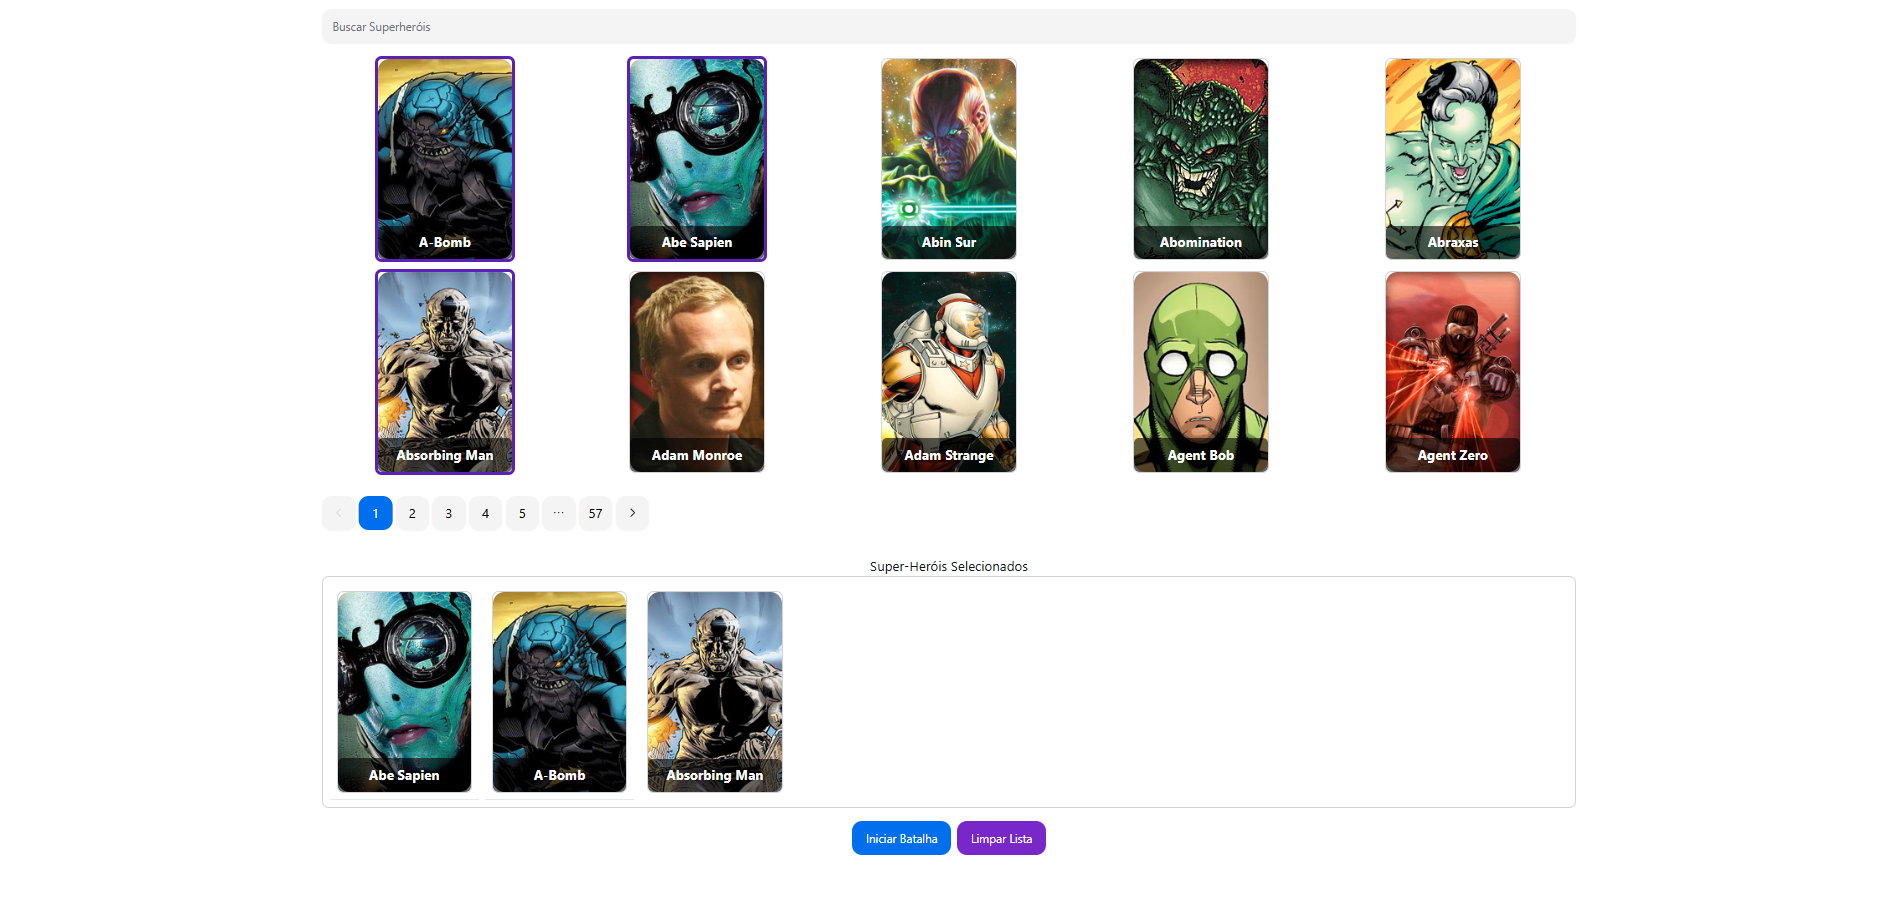 Buscar Superheróis
A-Bomb
Abe Sapien
Abin Sur
Abomination
Abraxas
Absorbing Man
Adam Monroe
Adam Strange
Agent Bob
Agent Zero
1 2 3 4 5 ... 57
Super-Heróis Selecionados
Abe Sapien
A-Bomb
Absorbing Man
Iniciar Batalha
Limpar Lista